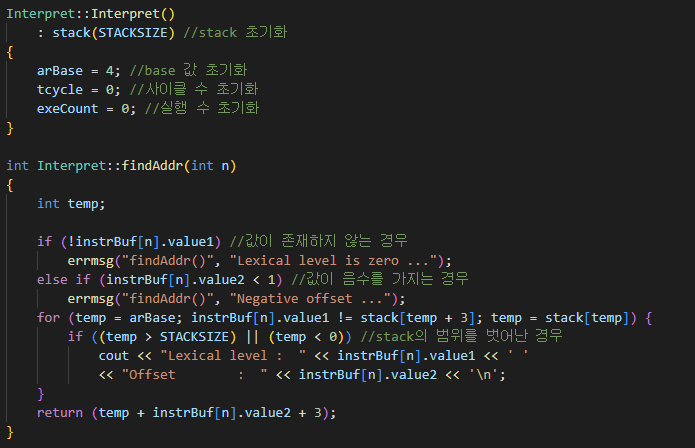 Interpret::Interpret()
    : stack(STACKSIZE) //stack 초기화
{
    arBase = 4; //base 값 초기화
    tcycle = 0; //사이클 수 초기화
    exeCount = 0; //실행 수 초기화
}

int Interpret::findAddr(int n)
{
    int temp;

    if (!instrBuf[n].value1) //값이 존재하지 않는 경우
        errmsg("findAddr()", "Lexical level is zero ...");
    else if (instrBuf[n].value2 < 1) //값이 음수를 가지는 경우
        errmsg("findAddr()", "Negative offset ...");
    for (temp = arBase; instrBuf[n].value1 != stack[temp + 3]; temp = stack[temp]) {
        if ((temp > STACKSIZE) || (temp < 0)) //stack의 범위를 벗어난 경우
            cout << "Lexical level :  " << instrBuf[n].value1 << ' '
            << "Offset        :  " << instrBuf[n].value2 << '\n';
    }
    return (temp + instrBuf[n].value2 + 3);
}